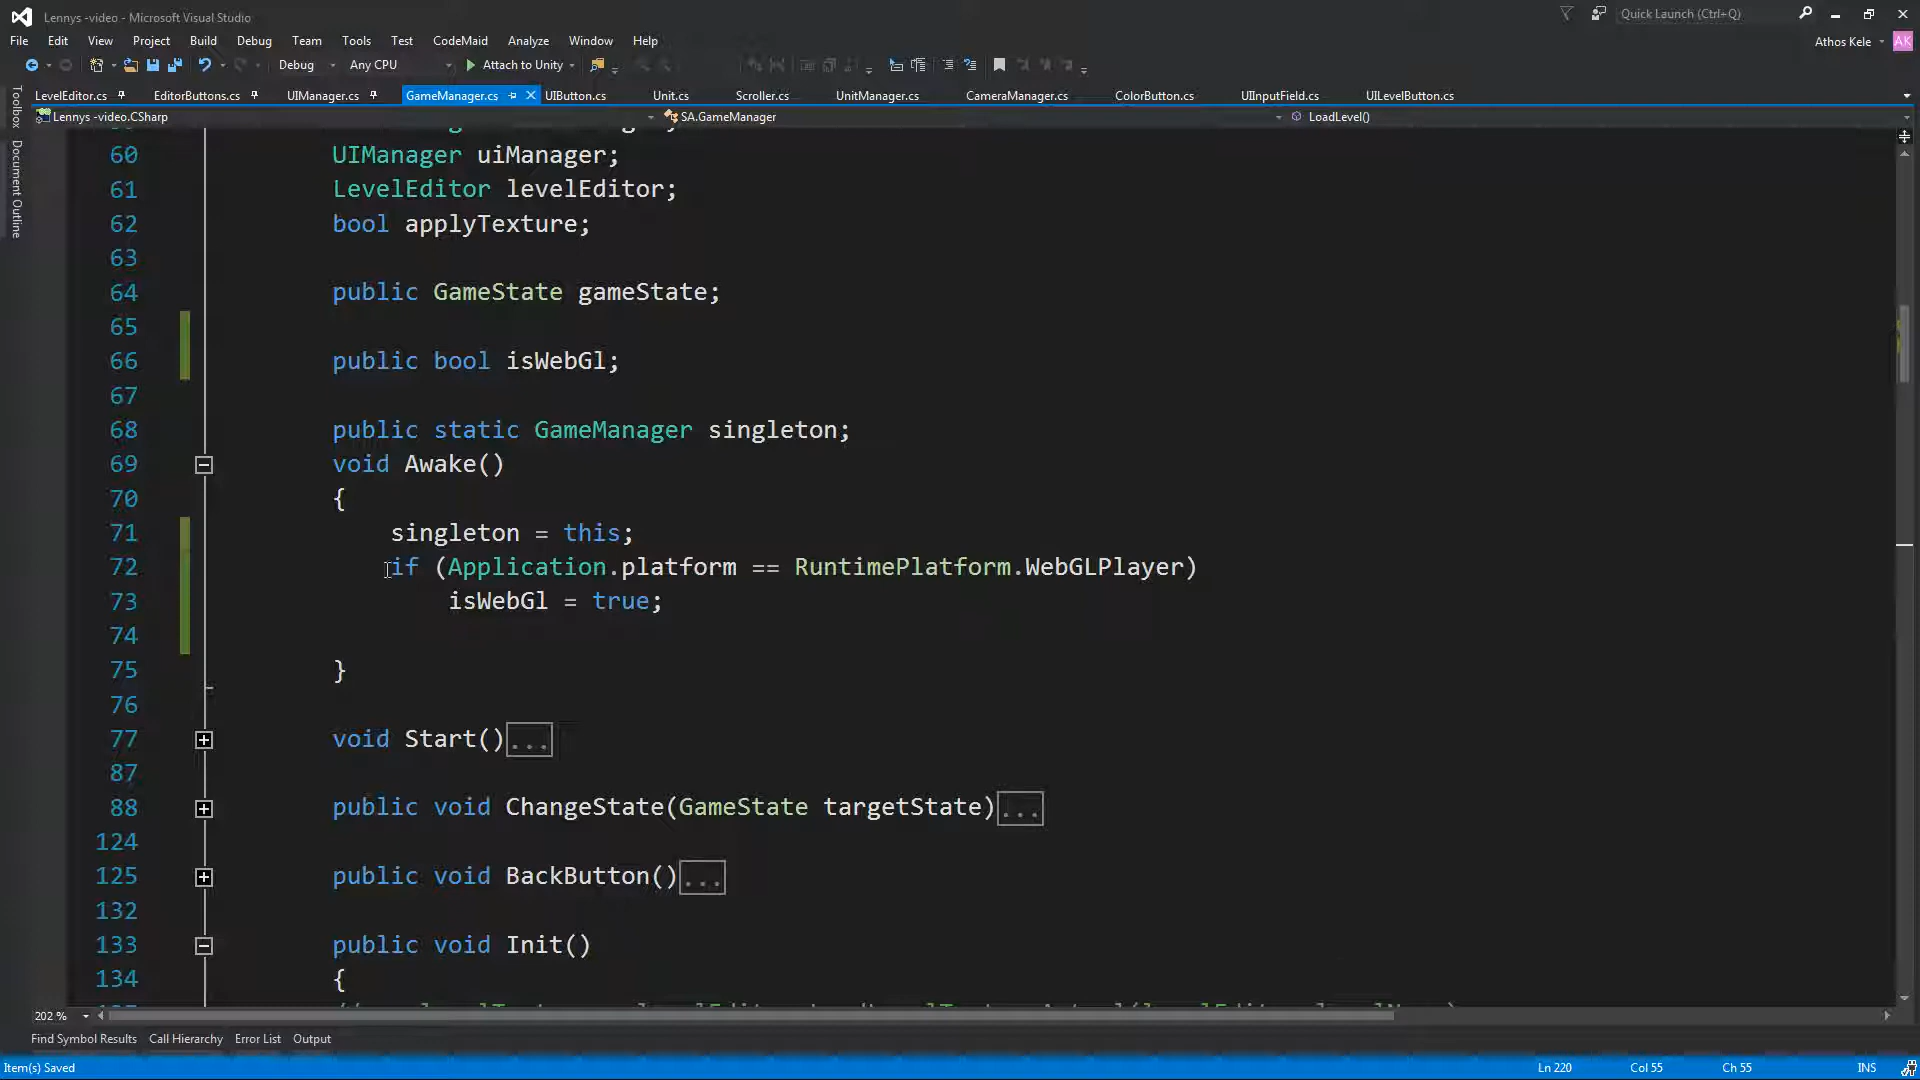 Lennys -video - Microsoft Visual Studio
Quick Launch (Ctrl+Q)
File Edit View Project Build Debug Team Tools Test CodeMaid Analyze Window Help
Athos Kele AK
Debug Any CPU Attach to Unity
LevelEditor.cs EditorButtons.cs UIManager.cs GameManager.cs UIButton.cs Unit.cs Scroller.cs UnitManager.cs CameraManager.cs ColorButton.cs UIInputField.cs UILevelButton.cs
Lennys -video.CSharp SA.GameManager LoadLevel()
Toolbox
Document Outline
60 UIManager uiManager;
61 LevelEditor levelEditor;
62 bool applyTexture;
63
64 public GameState gameState;
65
66 public bool isWebGl;
67
68 public static GameManager singleton;
69 void Awake()
70 {
71 singleton = this;
72 if (Application.platform == RuntimePlatform.WebGLPlayer)
73 isWebGl = true;
74
75 }
76
77 void Start()...
87
88 public void ChangeState(GameState targetState)...
124
125 public void BackButton()...
132
133 public void Init()
134 {
202 %
Find Symbol Results Call Hierarchy Error List Output
Item(s) Saved Ln 220 Col 55 Ch 55 INS